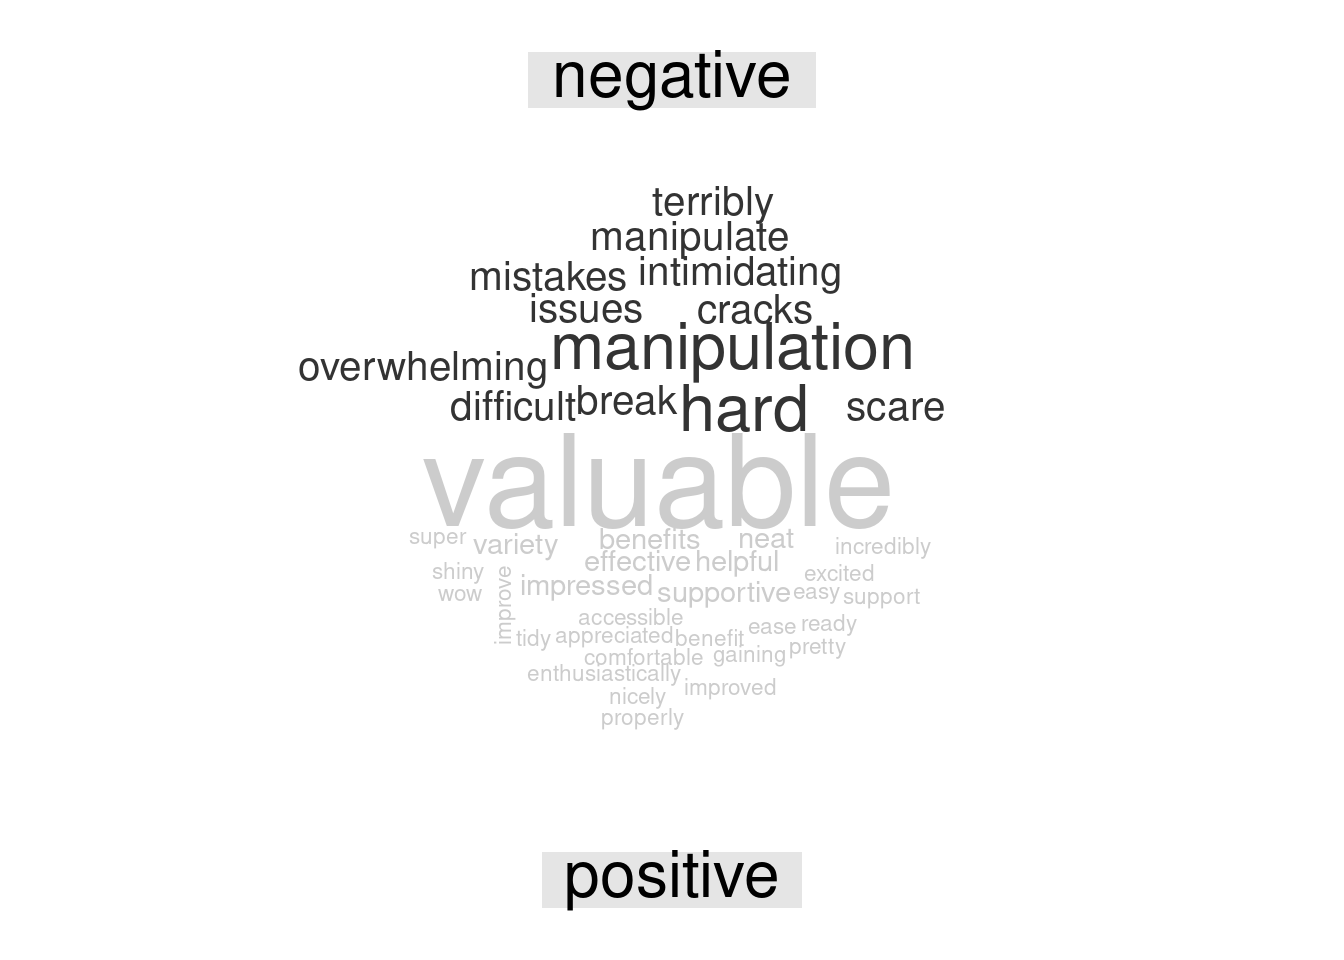 negative
terribly
manipulate
mistakes intimidating
issues cracks
manipulation
overwhelming
difficult break hard scare
valuable
super variety benefits neat incredibly
effective helpful
shiny excited
wow improve impressed supportive easy support
accessible
tidy appreciated benefit ease ready
comfortable gaining pretty
enthusiastically
improved
nicely
properly
positive